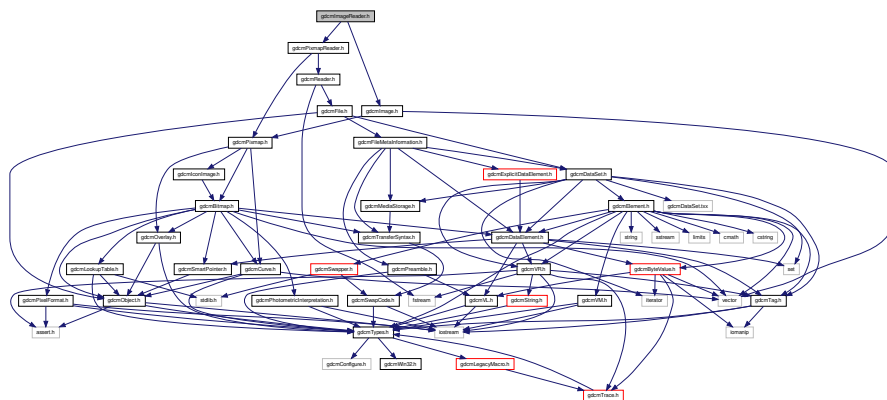 gdcmImageReader.h
gdcmPixmapReader.h
gdcmReader.h
gdcmFile.h
gdcmImage.h
gdcmPixmap.h
gdcmFileMetaInformation.h
gdcmIconImage.h
gdcmExplicitDataElement.h
gdcmDataSet.h
gdcmBitmap.h
gdcmMediaStorage.h
gdcmElement.h
gdcmDataSet.txx
gdcmOverlay.h
gdcmTransferSyntax.h
gdcmDataElement.h
string
sstream
limits
cmath
cstring
gdcmLookupTable.h
gdcmSmartPointer.h
gdcmCurve.h
gdcmSwapper.h
gdcmPreamble.h
gdcmVR.h
gdcmByteValue.h
set
gdcmPixelFormat.h
gdcmObject.h
stdlib.h
gdcmPhotometricInterpretation.h
gdcmSwapCode.h
fstream
gdcmVL.h
gdcmString.h
gdcmVM.h
iterator
vector
gdcmTag.h
assert.h
gdcmTypes.h
iostream
iomanip
gdcmConfigure.h
gdcmWin32.h
gdcmLegacyMacro.h
gdcmTrace.h